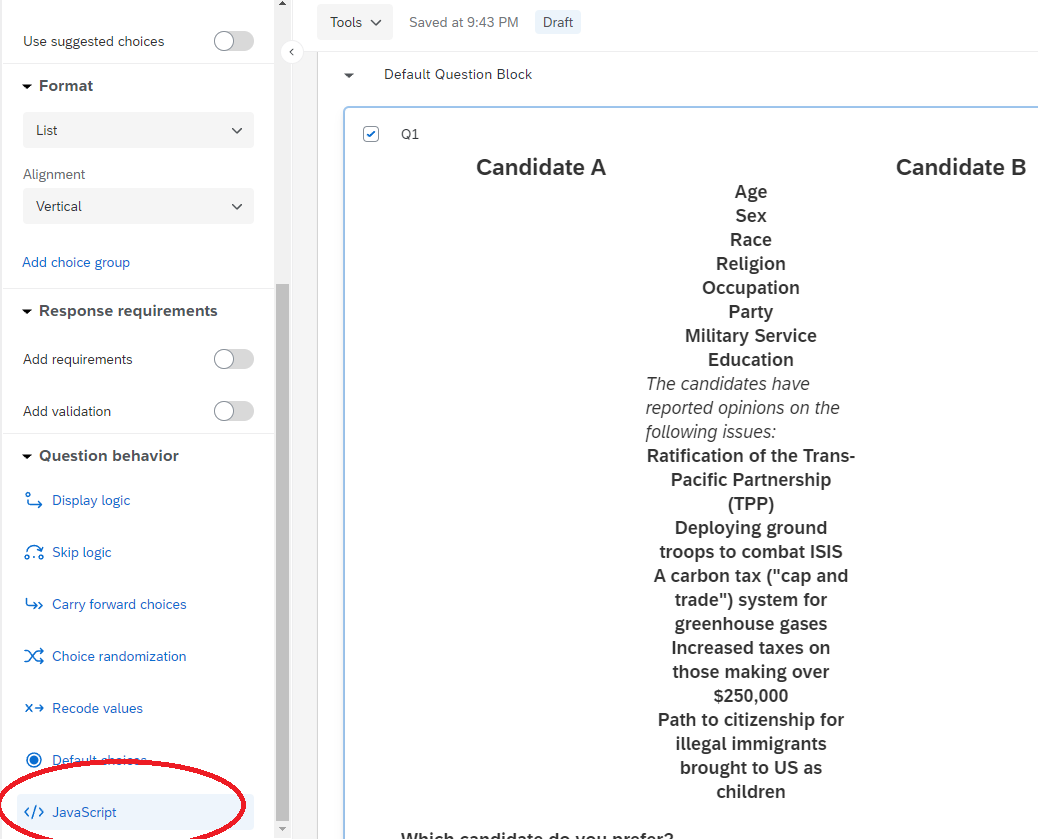 Use suggested choices
Format
List
Alignment
Vertical
Add choice group
Response requirements
Add requirements
Add validation
Question behavior
Display logic
Skip logic
Carry forward choices
Choice randomization
Recode values
Default choices
</> JavaScript
Tools
Saved at 9:43 PM
Draft
Default Question Block
Q1
Candidate A
Candidate B
Age
Sex
Race
Religion
Occupation
Party
Military Service
Education
The candidates have
reported opinions on the
following issues:
Ratification of the Trans-
Pacific Partnership
(TPP)
Deploying ground
troops to combat ISIS
A carbon tax ("cap and
trade") system for
greenhouse gases
Increased taxes on
those making over
$250,000
Path to citizenship for
illegal immigrants
brought to US as
children
Which candidate do you prefer?